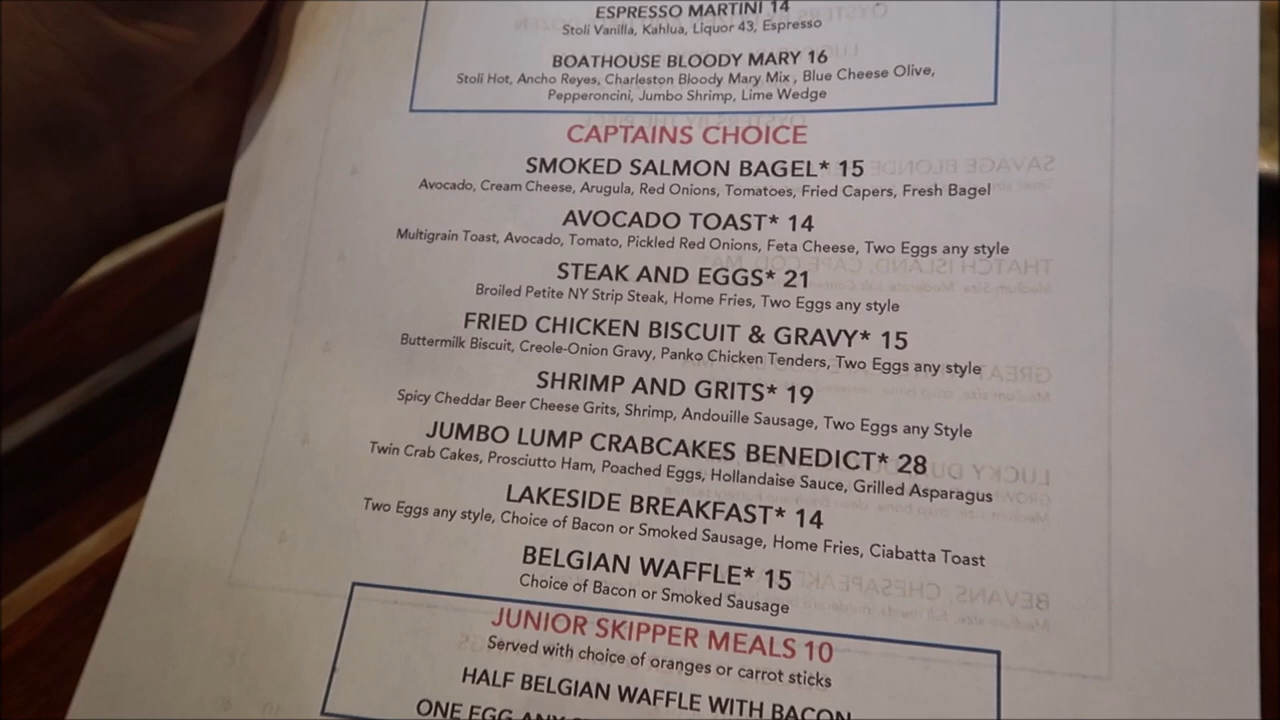 ESPRESSO MARTINI 14
Stoli Vanilla, Kahlua, Liquor 43, Espresso
BOATHOUSE BLOODY MARY 16
Stoli Hot, Ancho Reyes, Charleston Bloody Mary Mix , Blue Cheese Olive,
Pepperoncini, Jumbo Shrimp, Lime Wedge
CAPTAINS CHOICE
SMOKED SALMON BAGEL* 15
Avocado, Cream Cheese, Arugula, Red Onions, Tomatoes, Fried Capers, Fresh Bagel
AVOCADO TOAST* 14
Multigrain Toast, Avocado, Tomato, Pickled Red Onions, Feta Cheese, Two Eggs any style
STEAK AND EGGS* 21
Broiled Petite NY Strip Steak, Home Fries, Two Eggs any style
FRIED CHICKEN BISCUIT & GRAVY* 15
Buttermilk Biscuit, Creole-Onion Gravy, Panko Chicken Tenders, Two Eggs any style
SHRIMP AND GRITS* 19
Spicy Cheddar Beer Cheese Grits, Shrimp, Andouille Sausage, Two Eggs any Style
JUMBO LUMP CRABCAKES BENEDICT* 28
Twin Crab Cakes, Prosciutto Ham, Poached Eggs, Hollandaise Sauce, Grilled Asparagus
LAKESIDE BREAKFAST* 14
Two Eggs any style, Choice of Bacon or Smoked Sausage, Home Fries, Ciabatta Toast
BELGIAN WAFFLE* 15
Choice of Bacon or Smoked Sausage
JUNIOR SKIPPER MEALS 10
Served with choice of oranges or carrot sticks
HALF BELGIAN WAFFLE WITH BACON
ONE EGG ANY